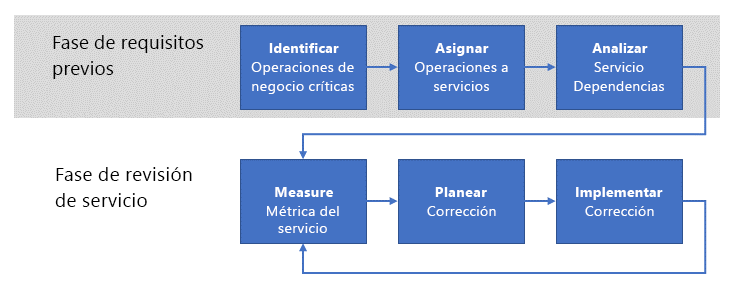 Fase de requisitos
previos
Identificar
Operaciones de
negocio críticas
Asignar
Operaciones a
servicios
Analizar
Servicio
Dependencias
Fase de revisión
de servicio
Measure
Métrica del
servicio
Planear
Corrección
Implementar
Corrección